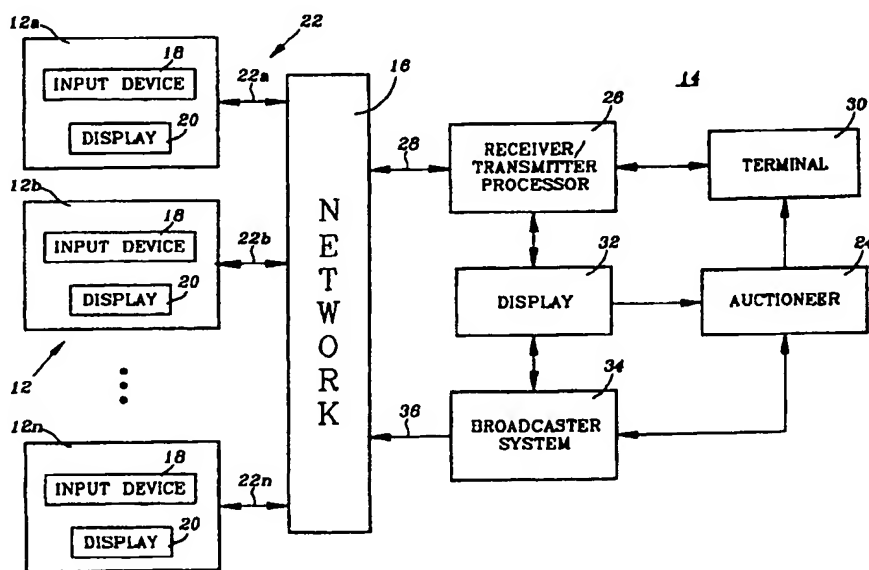 12a
18
INPUT DEVICE
20
DISPLAY
22
22a
12b
18
INPUT DEVICE
20
DISPLAY
22b
12
12n
18
INPUT DEVICE
20
DISPLAY
22n
16
NETWORK
14
28
26
RECEIVER/
TRANSMITTER
PROCESSOR
30
TERMINAL
32
DISPLAY
24
AUCTIONEER
34
BROADCASTER
SYSTEM
36